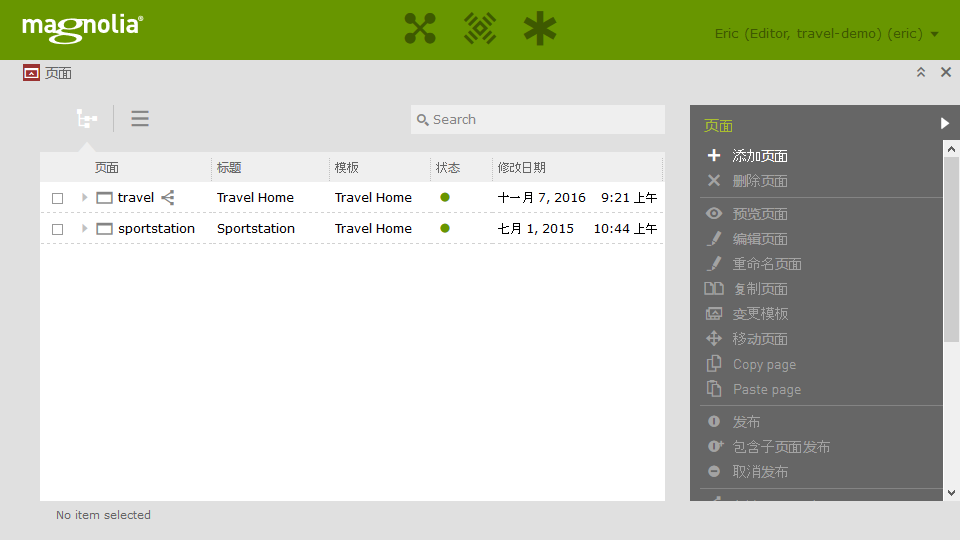 magnolia®
Eric (Editor, travel-demo) (eric)
页面
Search
页面 标题 模板 状态 修改日期
travel Travel Home Travel Home 十一月 7, 2016 9:21 上午
sportstation Sportstation Travel Home 七月 1, 2015 10:44 上午
No item selected
页面
添加页面
删除页面
预览页面
编辑页面
重命名页面
复制页面
变更模板
移动页面
Copy page
Paste page
发布
包含子页面发布
取消发布